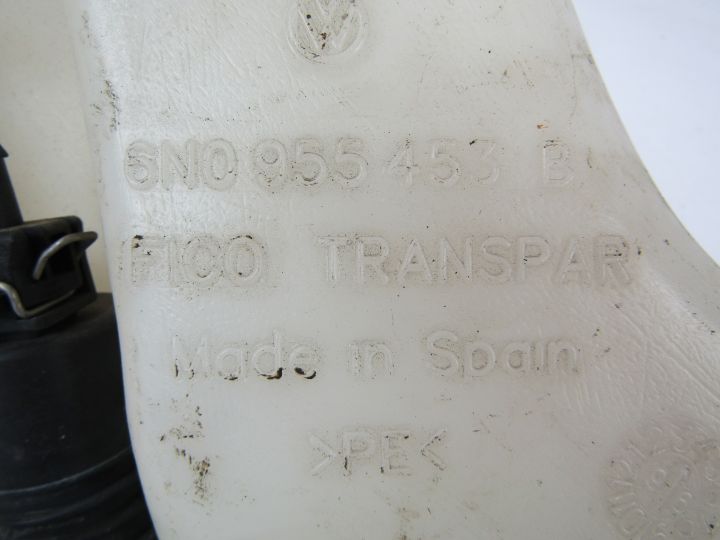 6N0 955 453 B
FICO TRANSPAR
Made in Spain
>PE<